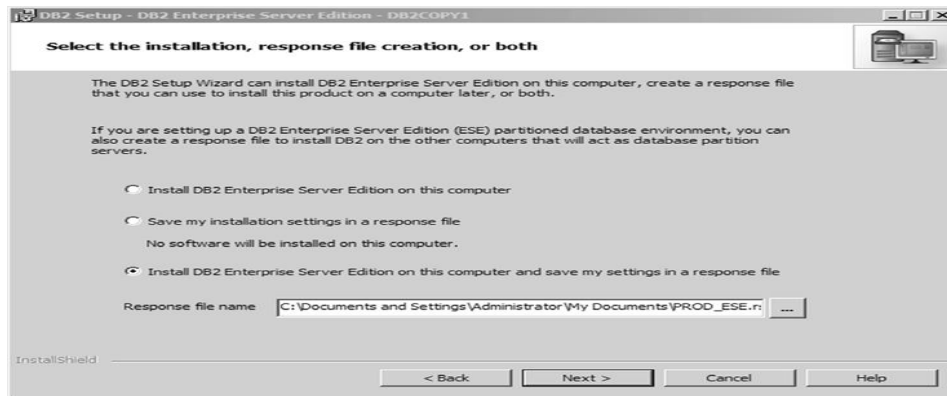 DB2 Setup - DB2 Enterprise Server Edition - DB2COPY1
Select the installation, response file creation, or both
The DB2 Setup Wizard can install DB2 Enterprise Server Edition on this computer, create a response file
that you can use to install this product on a computer later, or both.
If you are setting up a DB2 Enterprise Server Edition (ESE) partitioned database environment, you can
also create a response file to install DB2 on the other computers that will act as database partition
servers.
Install DB2 Enterprise Server Edition on this computer
Save my installation settings in a response file
No software will be installed on this computer.
Install DB2 Enterprise Server Edition on this computer and save my settings in a response file
Response file name C:\Documents and Settings\Administrator\My Documents\PROD_ESE.r ...
InstallShield
< Back Next > Cancel Help